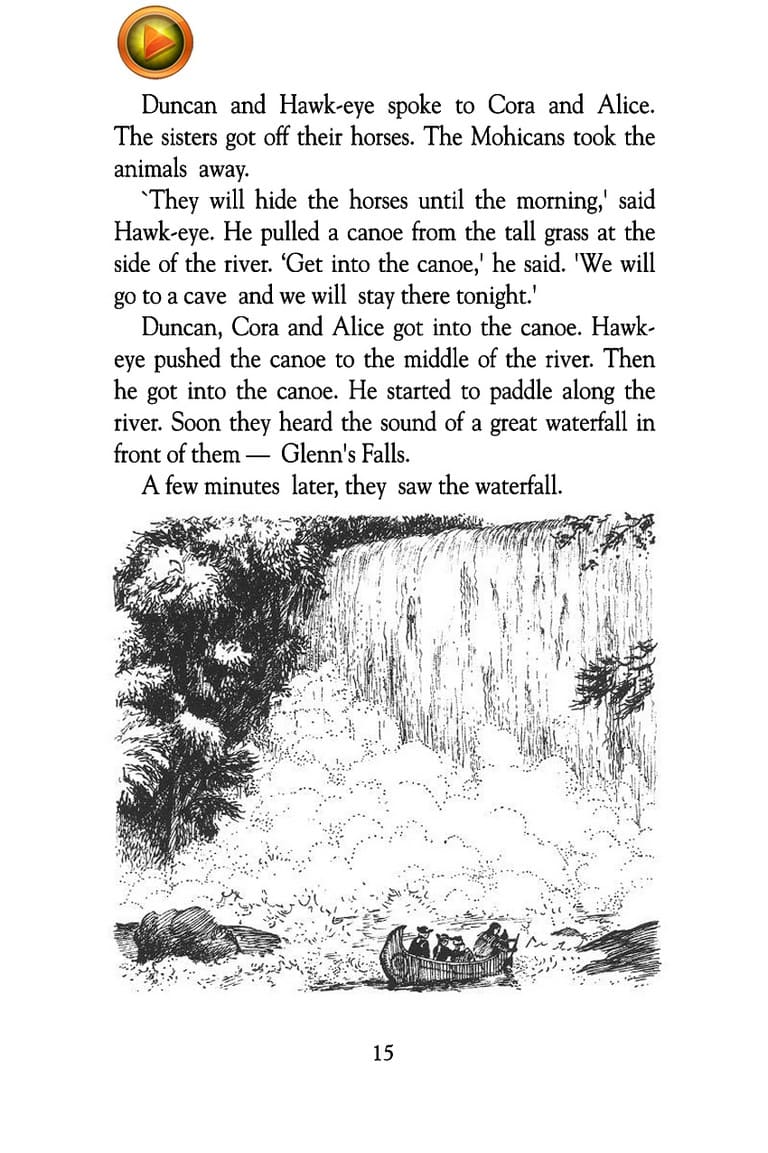 Duncan and Hawk-eye spoke to Cora and Alice.
The sisters got off their horses. The Mohicans took the
animals away.
`They will hide the horses until the morning,' said
Hawk-eye. He pulled a canoe from the tall grass at the
side of the river. ‘Get into the canoe,' he said. 'We will
go to a cave and we will stay there tonight.'
Duncan, Cora and Alice got into the canoe. Hawk-
eye pushed the canoe to the middle of the river. Then
he got into the canoe. He started to paddle along the
river. Soon they heard the sound of a great waterfall in
front of them — Glenn's Falls.
A few minutes later, they saw the waterfall.
15